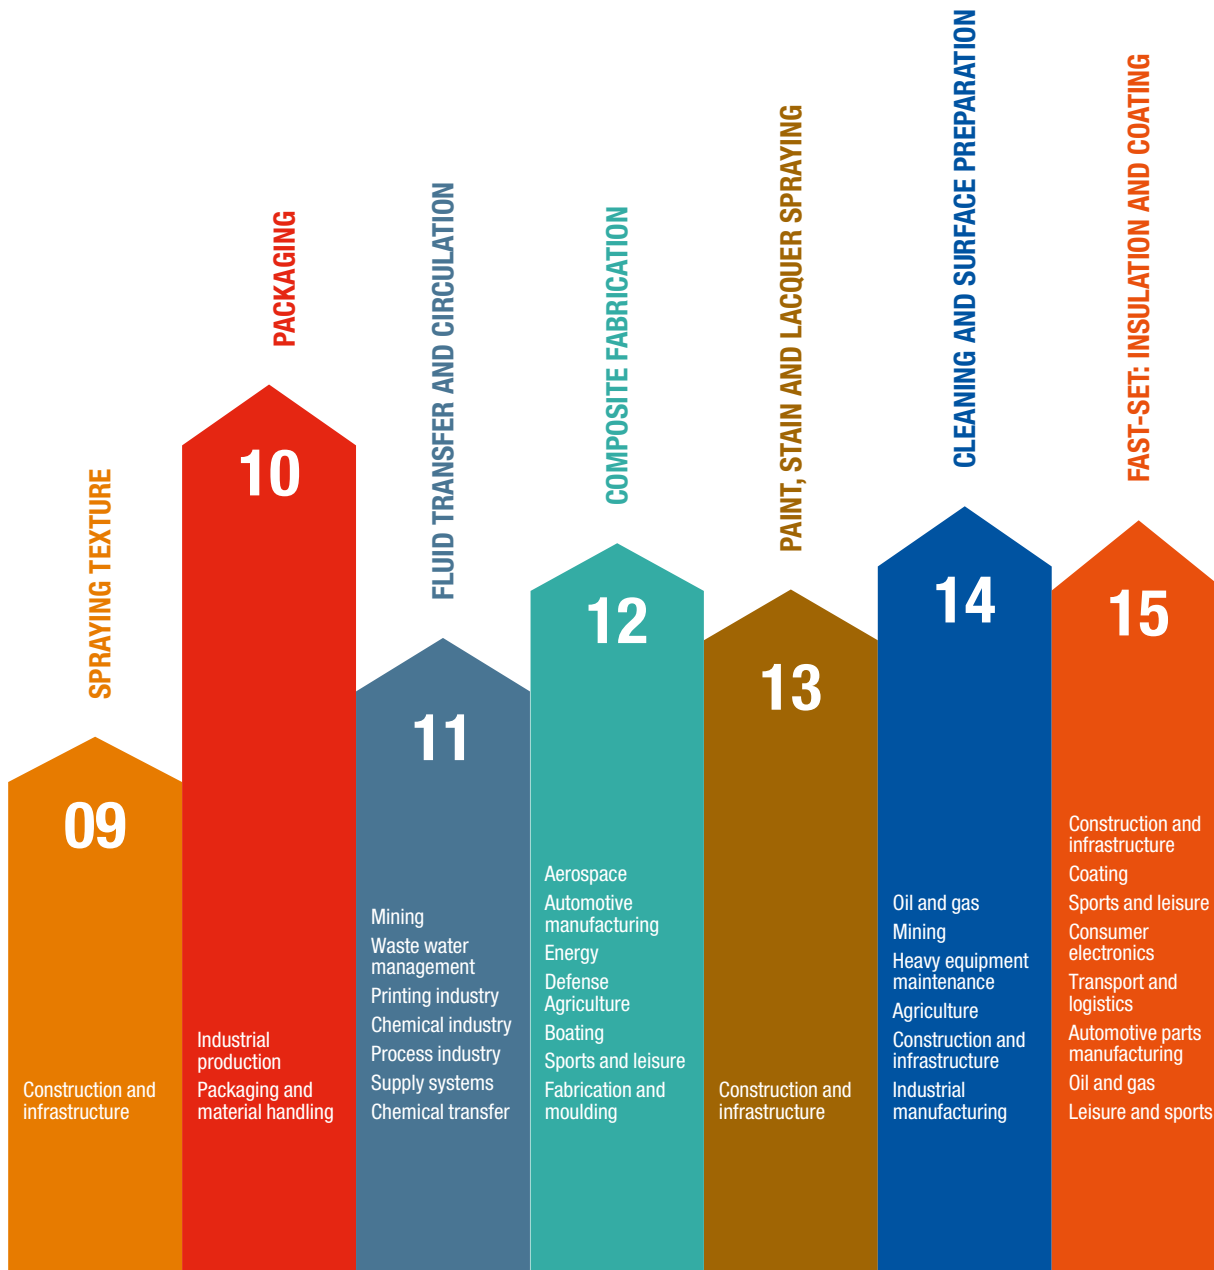 SPRAYING TEXTURE
09
Construction and
infrastructure
PACKAGING
10
Industrial
production
Packaging and
material handling
FLUID TRANSFER AND CIRCULATION
11
Mining
Waste water
management
Printing industry
Chemical industry
Process industry
Supply systems
Chemical transfer
COMPOSITE FABRICATION
12
Aerospace
Automotive
manufacturing
Energy
Defense
Agriculture
Boating
Sports and leisure
Fabrication and
moulding
PAINT, STAIN AND LACQUER SPRAYING
13
Construction and
infrastructure
CLEANING AND SURFACE PREPARATION
14
Oil and gas
Mining
Heavy equipment
maintenance
Agriculture
Construction and
infrastructure
Industrial
manufacturing
FAST-SET: INSULATION AND COATING
15
Construction and
infrastructure
Coating
Sports and leisure
Consumer
electronics
Transport and
logistics
Automotive parts
manufacturing
Oil and gas
Leisure and sports